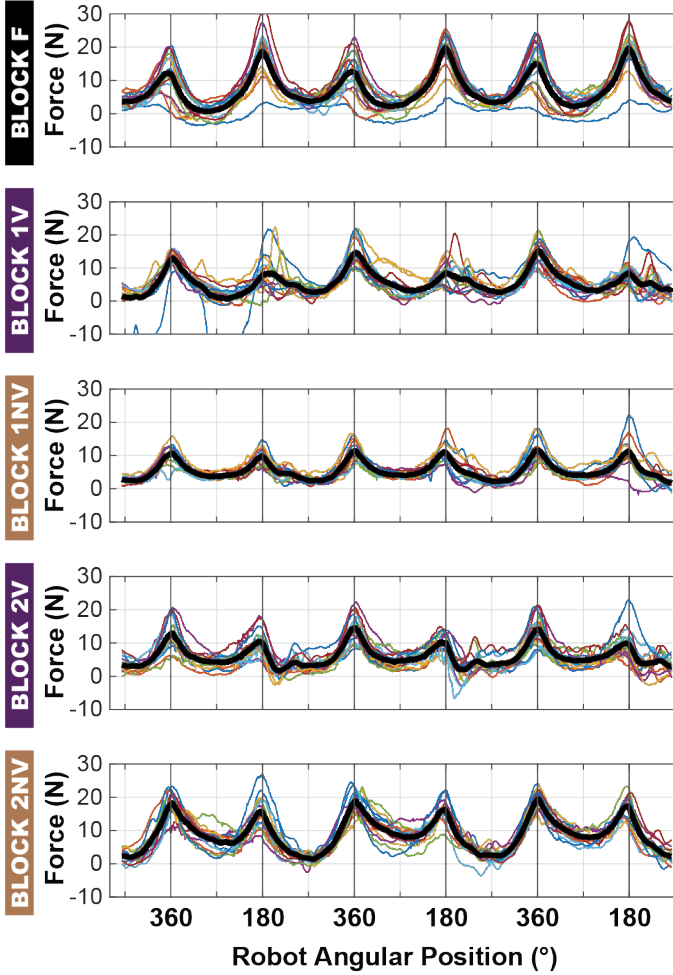 BLOCK F
Force (N)
30
20
10
0
-10
BLOCK 1V
Force (N)
30
20
10
0
-10
BLOCK 1NV
Force (N)
30
20
10
0
-10
BLOCK 2V
Force (N)
30
20
10
0
-10
BLOCK 2NV
Force (N)
30
20
10
0
-10
360 180 360 180 360 180
Robot Angular Position (°)